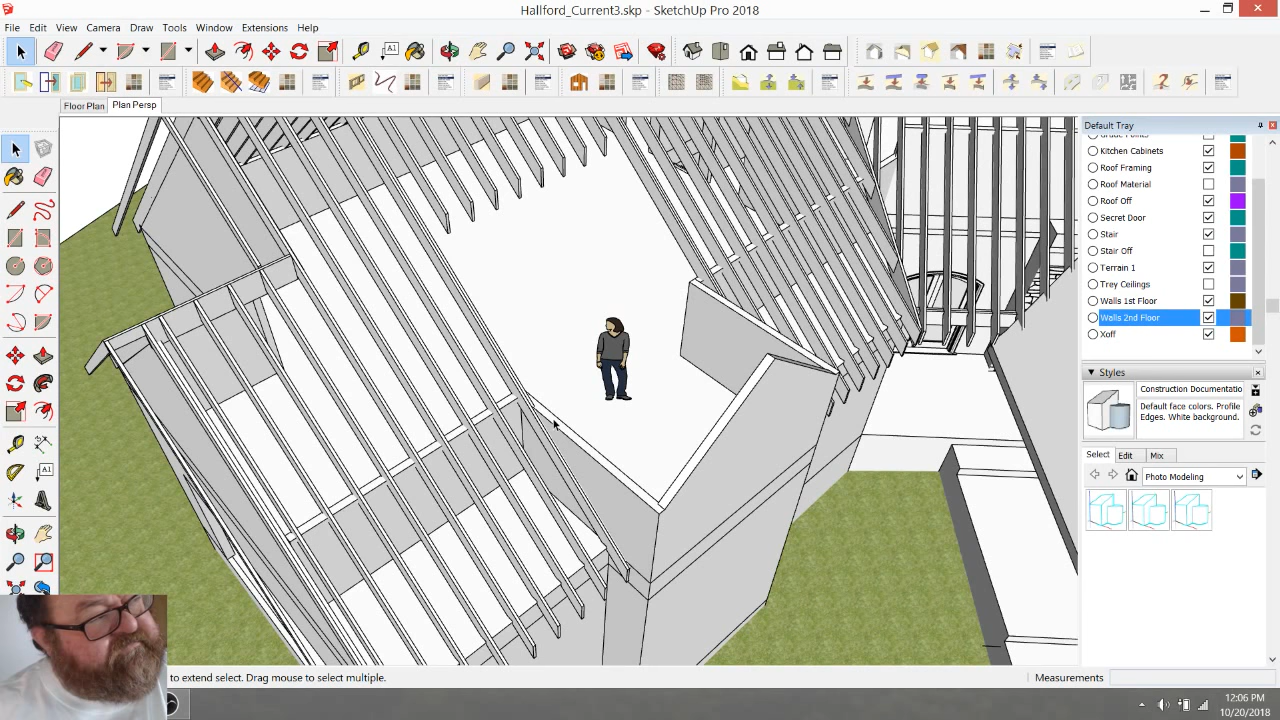 Hallford_Current3.skp - SketchUp Pro 2018
File Edit View Camera Draw Tools Window Extensions Help
Floor Plan Plan Persp
Default Tray
Kitchen Cabinets
Roof Framing
Roof Material
Roof Off
Secret Door
Stair
Stair Off
Terrain 1
Trey Ceilings
Walls 1st Floor
Walls 2nd Floor
Xoff
Styles
Construction Documentatio
Default face colors. Profile
Edges. White background.
Select Edit Mix
Photo Modeling
to extend select. Drag mouse to select multiple.
Measurements
12:06 PM
10/20/2018